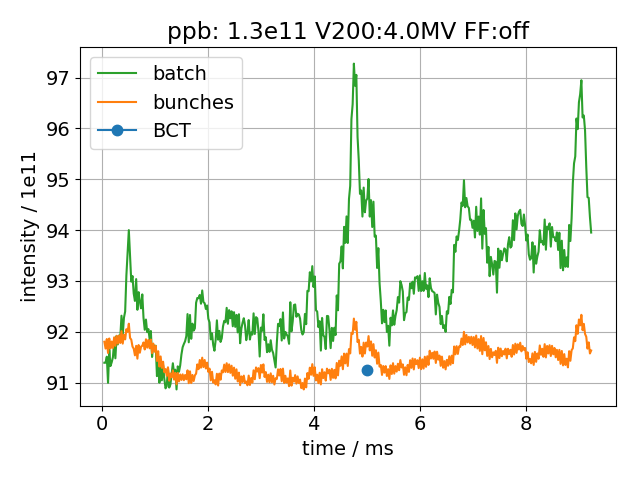 ppb: 1.3e11 V200:4.0MV FF:off
batch
bunches
BCT
intensity / 1e11
97
96
95
94
93
92
91
0 2 4 6 8
time / ms